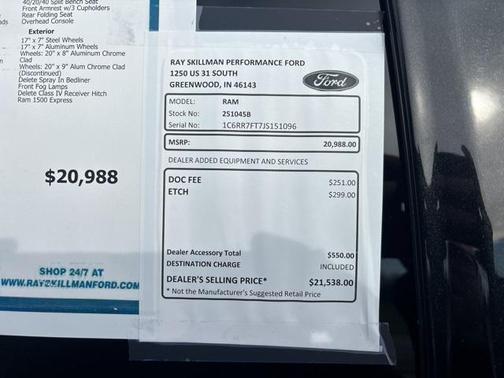 40/20/40 Split Bench Seat
Front Armrest w/3 Cupholders
Rear Folding Seat
Overhead Console
Exterior
17" x 7" Steel Wheels
17" x 7" Aluminum Wheels
Wheels: 20" x 8" Aluminum Chrome
Clad
Wheels: 20" x 9" Alum Chrome Clad
(Discontinued)
Delete Spray In Bedliner
Front Fog Lamps
Delete Class IV Receiver Hitch
Ram 1500 Express
$20,988
SHOP 24/7 AT
WWW.RAYSKILLMANFORD.COM
RAY SKILLMAN PERFORMANCE FORD
1250 US 31 SOUTH
GREENWOOD, IN 46143
Ford
MODEL: RAM
Stock No: 251045B
Serial No: 1C6RR7FT7JS151096
MSRP: 20,988.00
DEALER ADDED EQUIPMENT AND SERVICES
DOC FEE $251.00
ETCH $299.00
Dealer Accessory Total $550.00
DESTINATION CHARGE INCLUDED
DEALER'S SELLING PRICE* $21,538.00
* Not the Manufacturer's Suggested Retail Price